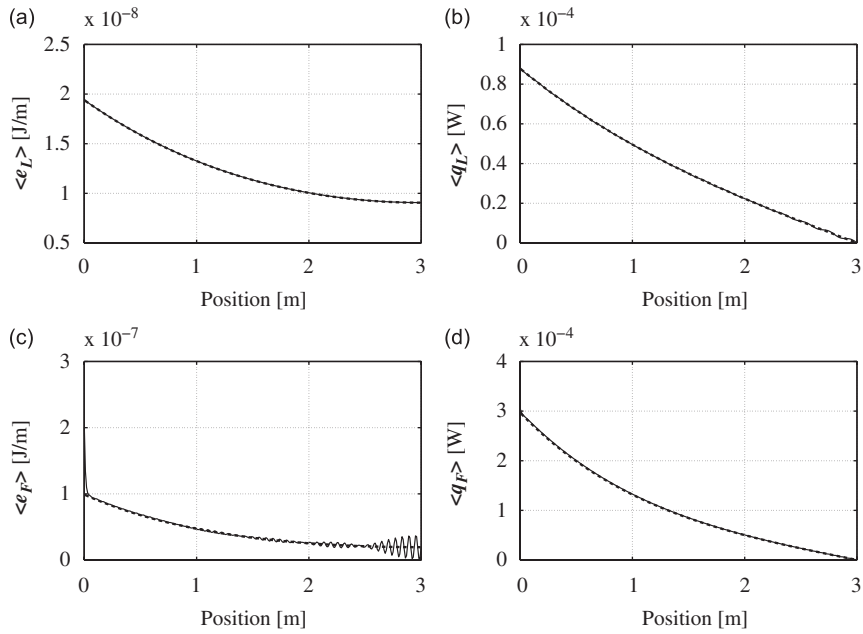 (a)
x 10⁻⁸
2.5
2
1.5
1
0.5
<e_L> [J/m]
0 1 2 3
Position [m]
(b)
x 10⁻⁴
1
0.8
0.6
0.4
0.2
0
<q_L> [W]
0 1 2 3
Position [m]
(c)
x 10⁻⁷
3
2
1
0
<e_F> [J/m]
0 1 2 3
Position [m]
(d)
x 10⁻⁴
4
3
2
1
0
<q_F> [W]
0 1 2 3
Position [m]